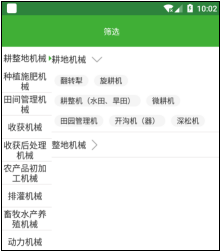 10:02
筛选
耕整地机械
耕地机械
翻转犁 旋耕机
耕整机（水田、旱田） 微耕机
田园管理机 开沟机（器） 深松机
整地机械
种植施肥机
械
田间管理机
械
收获机械
收获后处理
机械
农产品初加
工机械
排灌机械
畜牧水产养
殖机械
动力机械